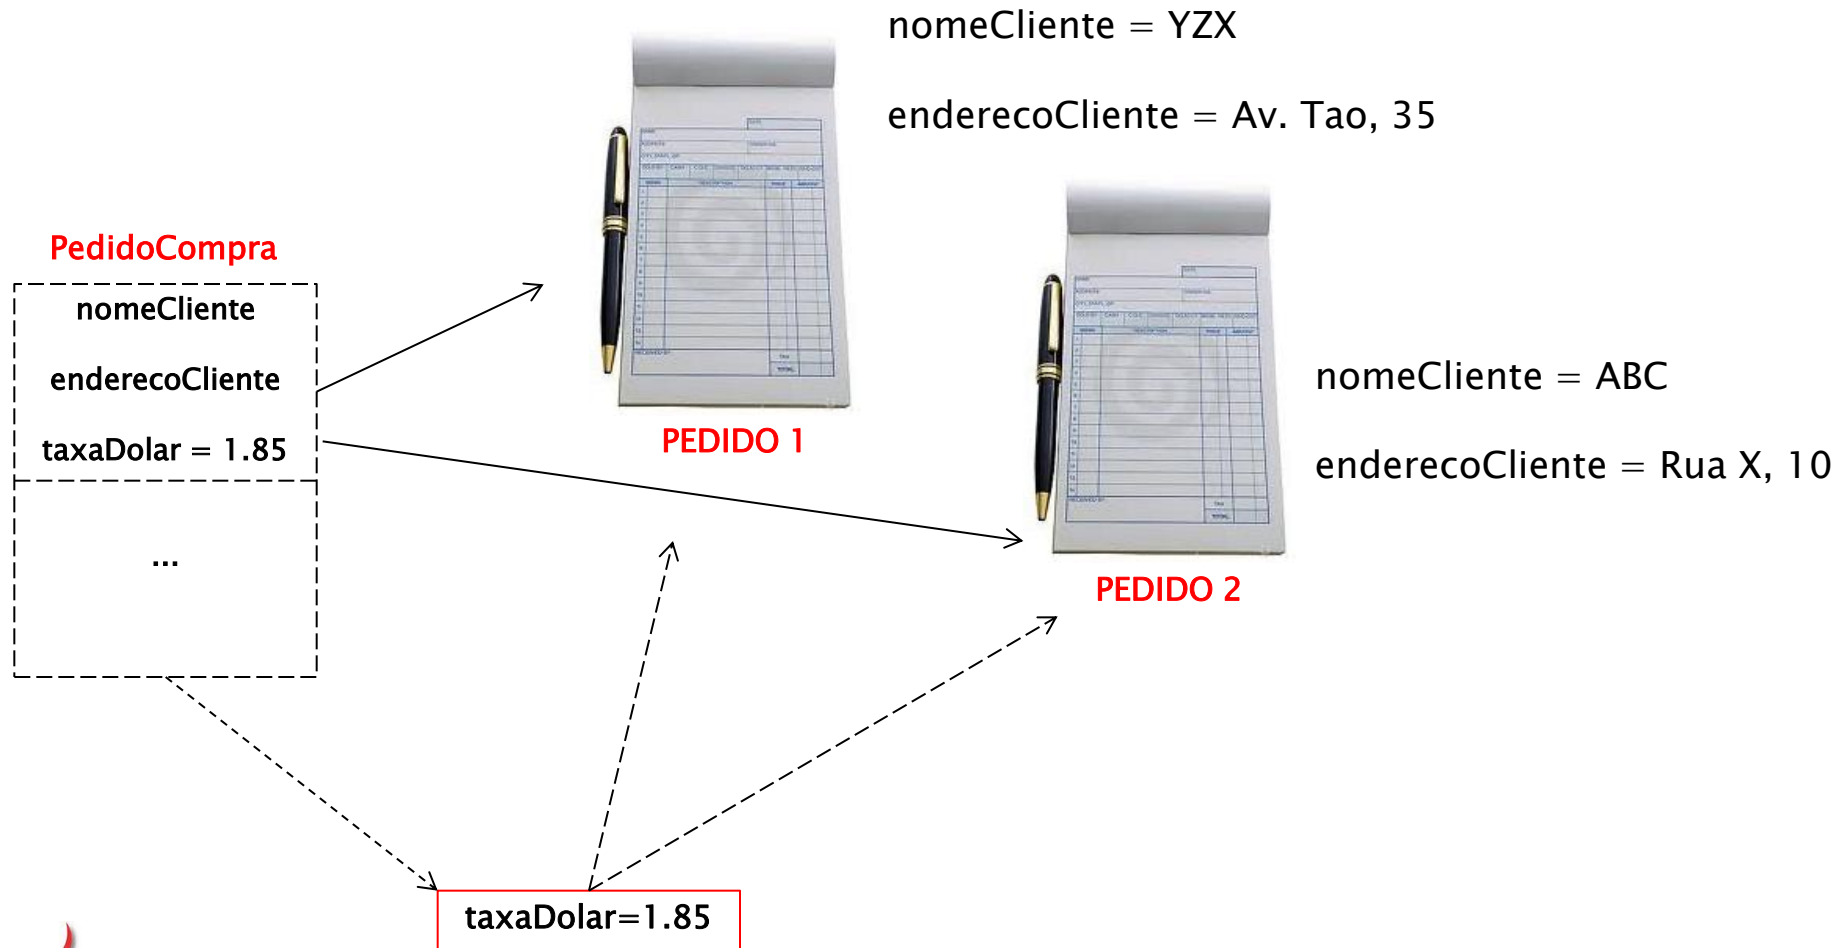 nomeCliente = YZX
enderecoCliente = Av. Tao, 35
PedidoCompra
nomeCliente
enderecoCliente
taxaDolar = 1.85
...
PEDIDO 1
nomeCliente = ABC
enderecoCliente = Rua X, 10
PEDIDO 2
taxaDolar=1.85